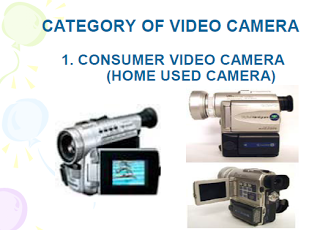 CATEGORY OF VIDEO CAMERA
1. CONSUMER VIDEO CAMERA
(HOME USED CAMERA)